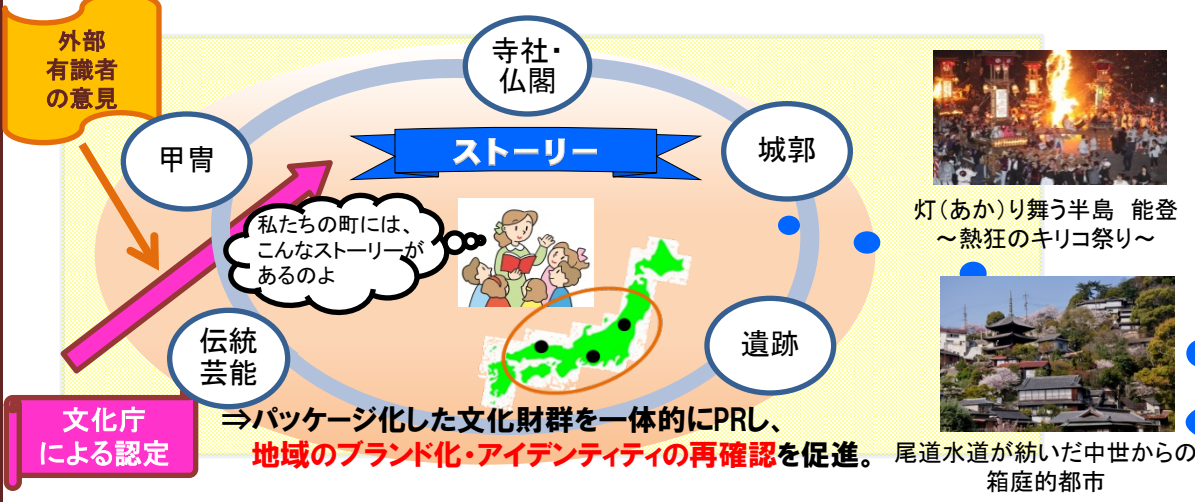 外部
有識者
の意見
寺社・
仏閣
甲冑
ストーリー
城郭
私たちの町には、
こんなストーリーが
あるのよ
伝統
芸能
遺跡
文化庁
による認定
⇒パッケージ化した文化財群を一体的にPRし、
地域のブランド化・アイデンティティの再確認を促進。
灯(あか)り舞う半島 能登
～熱狂のキリコ祭り～
尾道水道が紡いだ中世からの
箱庭的都市